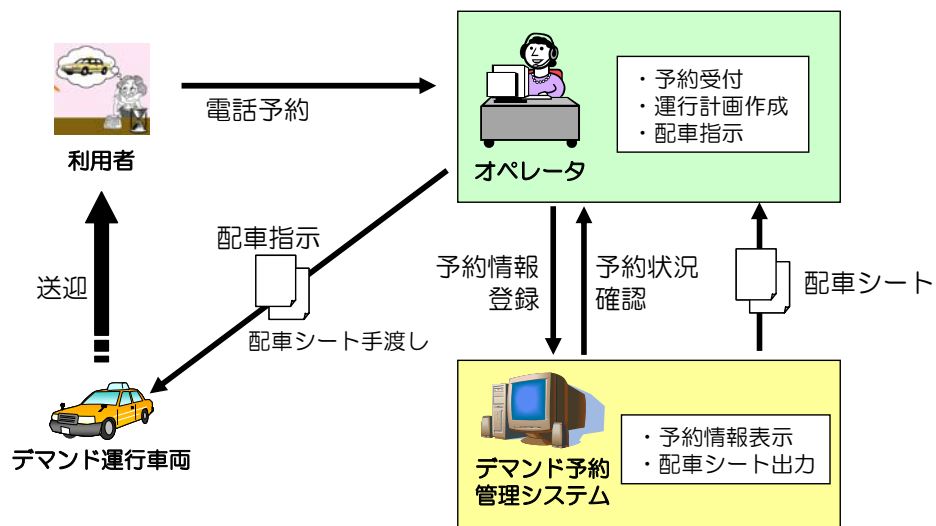 電話予約
利用者
・予約受付
・運行計画作成
・配車指示
オペレータ
配車指示
配車シート手渡し
送迎
デマンド運行車両
予約情報
登録
予約状況
確認
配車シート
デマンド予約
管理システム
・予約情報表示
・配車シート出力